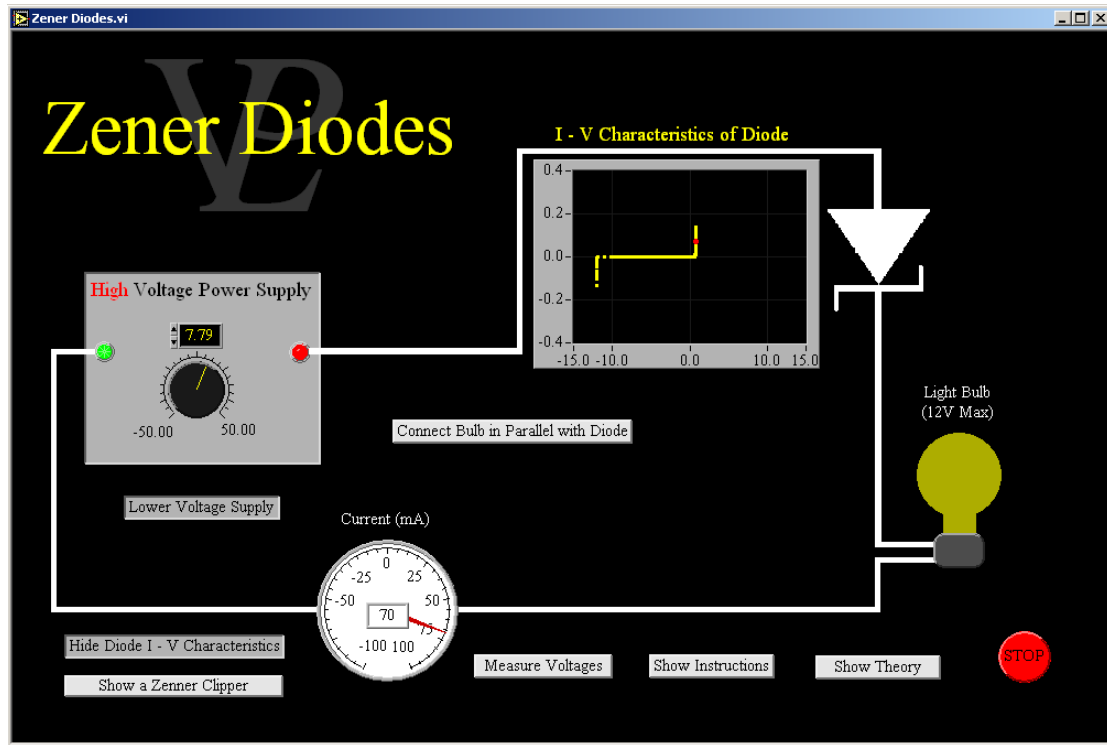 Zener Diodes.vi
VPL
Zener Diodes
I - V Characteristics of Diode
0.4
0.2
0.0
-0.2
-0.4
-15.0 -10.0 0.0 10.0 15.0
High Voltage Power Supply
7.79
-50.00 50.00
Connect Bulb in Parallel with Diode
Light Bulb
(12V Max)
Lower Voltage Supply
Current (mA)
0
-25 25
-50 50
70
75
-100 100
Hide Diode I - V Characteristics
Show a Zenner Clipper
Measure Voltages
Show Instructions
Show Theory
STOP